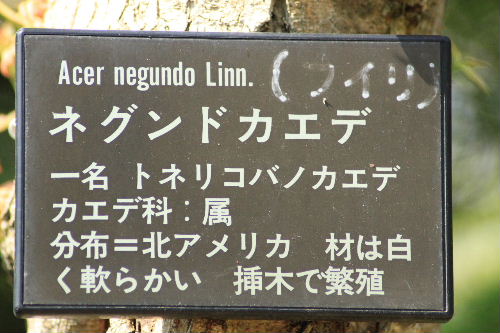 Acer negundo Linn. (フイリ)
ネグンドカエデ
一名 トネリコバノカエデ
カエデ科：属
分布＝北アメリカ 材は白
く軟らかい 挿木で繁殖